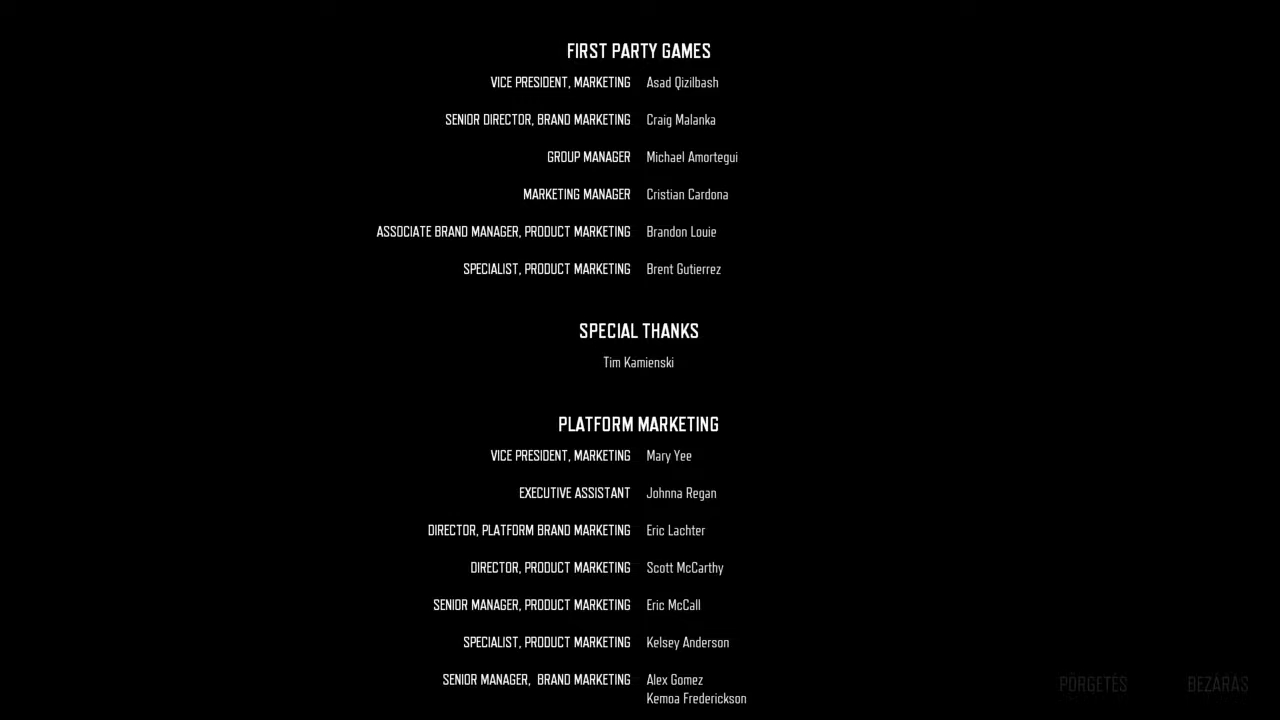 FIRST PARTY GAMES
VICE PRESIDENT, MARKETING Asad Qizilbash
SENIOR DIRECTOR, BRAND MARKETING Craig Malanka
GROUP MANAGER Michael Amortegui
MARKETING MANAGER Cristian Cardona
ASSOCIATE BRAND MANAGER, PRODUCT MARKETING Brandon Louie
SPECIALIST, PRODUCT MARKETING Brent Gutierrez
SPECIAL THANKS
Tim Kamienski
PLATFORM MARKETING
VICE PRESIDENT, MARKETING Mary Yee
EXECUTIVE ASSISTANT Johnna Regan
DIRECTOR, PLATFORM BRAND MARKETING Eric Lachter
DIRECTOR, PRODUCT MARKETING Scott McCarthy
SENIOR MANAGER, PRODUCT MARKETING Eric McCall
SPECIALIST, PRODUCT MARKETING Kelsey Anderson
SENIOR MANAGER, BRAND MARKETING Alex Gomez
Kemoa Frederickson
PÖRGETÉS BEZÁRÁS